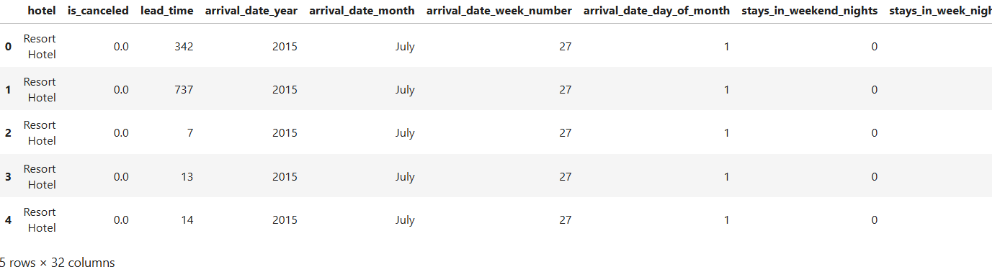 hotel is_canceled lead_time arrival_date_year arrival_date_month arrival_date_week_number arrival_date_day_of_month stays_in_weekend_nights
0 Resort Hotel 0.0 342 2015 July 27 1 0
1 Resort Hotel 0.0 737 2015 July 27 1 0
2 Resort Hotel 0.0 7 2015 July 27 1 0
3 Resort Hotel 0.0 13 2015 July 27 1 0
4 Resort Hotel 0.0 14 2015 July 27 1 0
5 rows × 32 columns